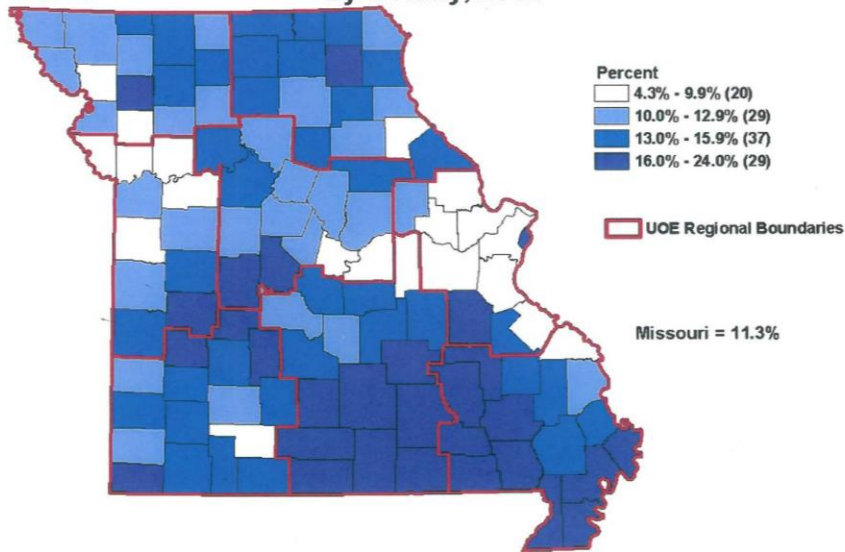 Percent
4.3% - 9.9% (20)
10.0% - 12.9% (29)
13.0% - 15.9% (37)
16.0% - 24.0% (29)
UOE Regional Boundaries
Missouri = 11.3%